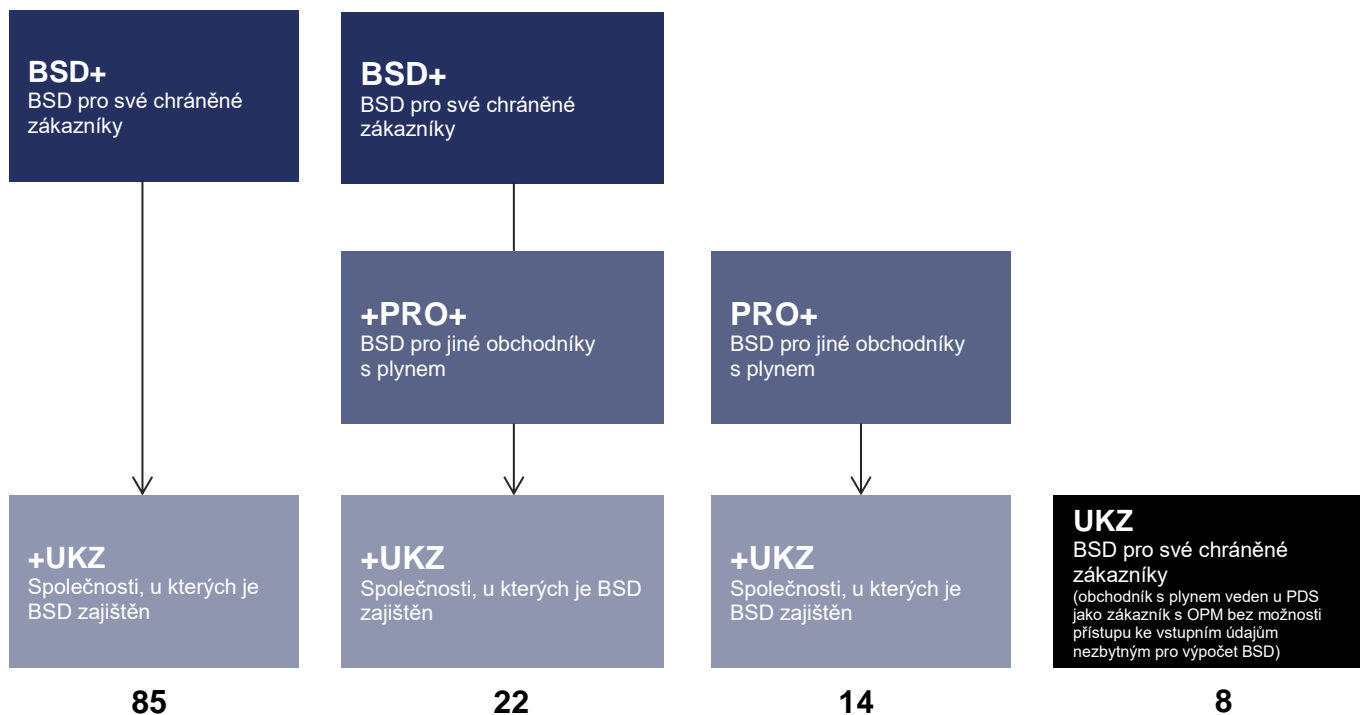 BSD+
BSD pro své chráněné
zákazníky
BSD+
BSD pro své chráněné
zákazníky
+PRO+
BSD pro jiné obchodníky
s plynem
PRO+
BSD pro jiné obchodníky
s plynem
+UKZ
Společnosti, u kterých je
BSD zajištěn
+UKZ
Společnosti, u kterých je BSD
zajištěn
+UKZ
Společnosti, u kterých je
BSD zajištěn
UKZ
BSD pro své chráněné
zákazníky
(obchodník s plynem veden u PDS
jako zákazník s OPM bez možnosti
přístupu ke vstupním údajům
nezbytným pro výpočet BSD)
85
22
14
8